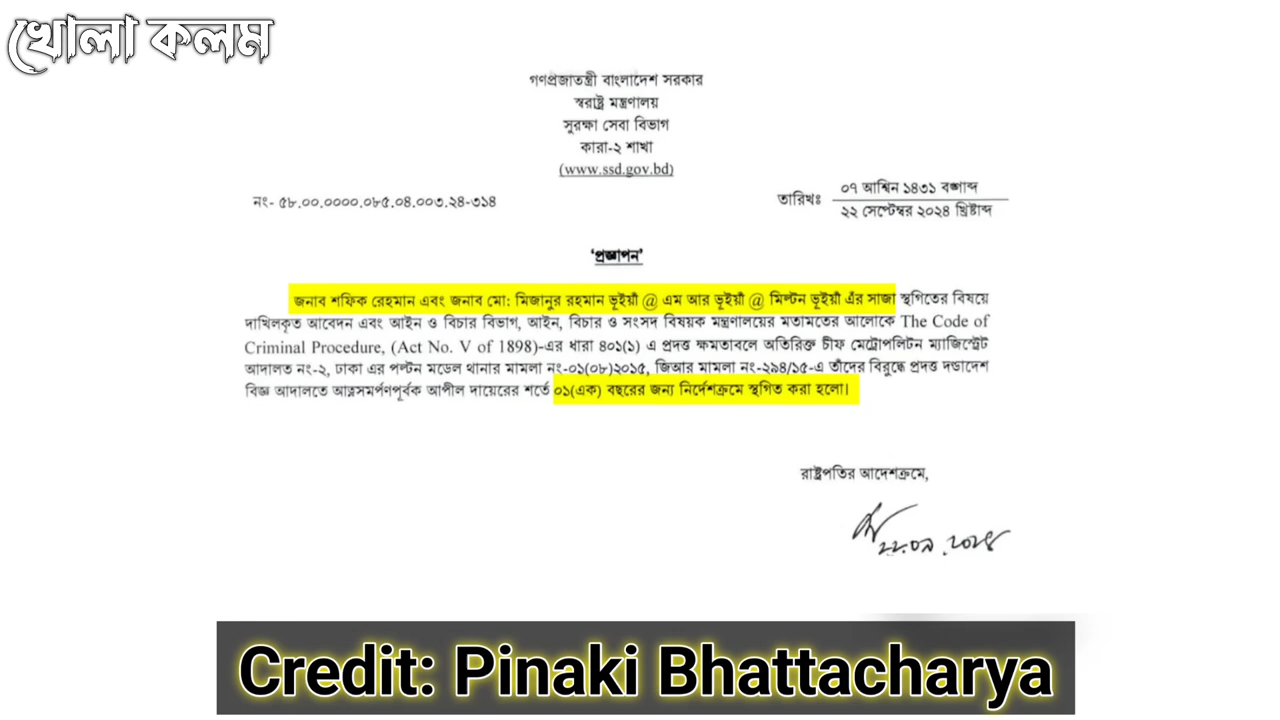 খোলা কলম
গণপ্রজাতন্ত্রী বাংলাদেশ সরকার
স্বরাষ্ট্র মন্ত্রণালয়
সুরক্ষা সেবা বিভাগ
কারা-২ শাখা
(www.ssd.gov.bd)
নং- ৫৮.০০.০০০০.০৮৫.০৪.০০৩.২৪-৩১৪
তারিখঃ ০৭ আশ্বিন ১৪৩১ বঙ্গাব্দ
২২ সেপ্টেম্বর ২০২৪ খ্রিষ্টাব্দ
‘প্রজ্ঞাপন’
জনাব শফিক রেহমান এবং জনাব মো: মিজানুর রহমান ভূইয়াঁ @ এম আর ভূইয়াঁ @ মিল্টন ভূইয়াঁ এঁর সাজা স্থগিতের বিষয়ে
দাখিলকৃত আবেদন এবং আইন ও বিচার বিভাগ, আইন, বিচার ও সংসদ বিষয়ক মন্ত্রণালয়ের মতামতের আলোকে The Code of
Criminal Procedure, (Act No. V of 1898)-এর ধারা ৪০১(১) এ প্রদত্ত ক্ষমতাবলে অতিরিক্ত চীফ মেট্রোপলিটন ম্যাজিস্ট্রেট
আদালত নং-২, ঢাকা এর পল্টন মডেল থানার মামলা নং-০১(০৮)২০১৫, জিআর মামলা নং-২৯৪/১৫-এ তাঁদের বিরুদ্ধে প্রদত্ত দন্ডাদেশ
বিজ্ঞ আদালতে আত্নসমর্পণপূর্বক আপীল দায়েরের শর্তে ০১(এক) বছরের জন্য নির্দেশক্রমে স্থগিত করা হলো।
রাষ্ট্রপতির আদেশক্রমে,
২২.০৯.২০২৪
Credit: Pinaki Bhattacharya